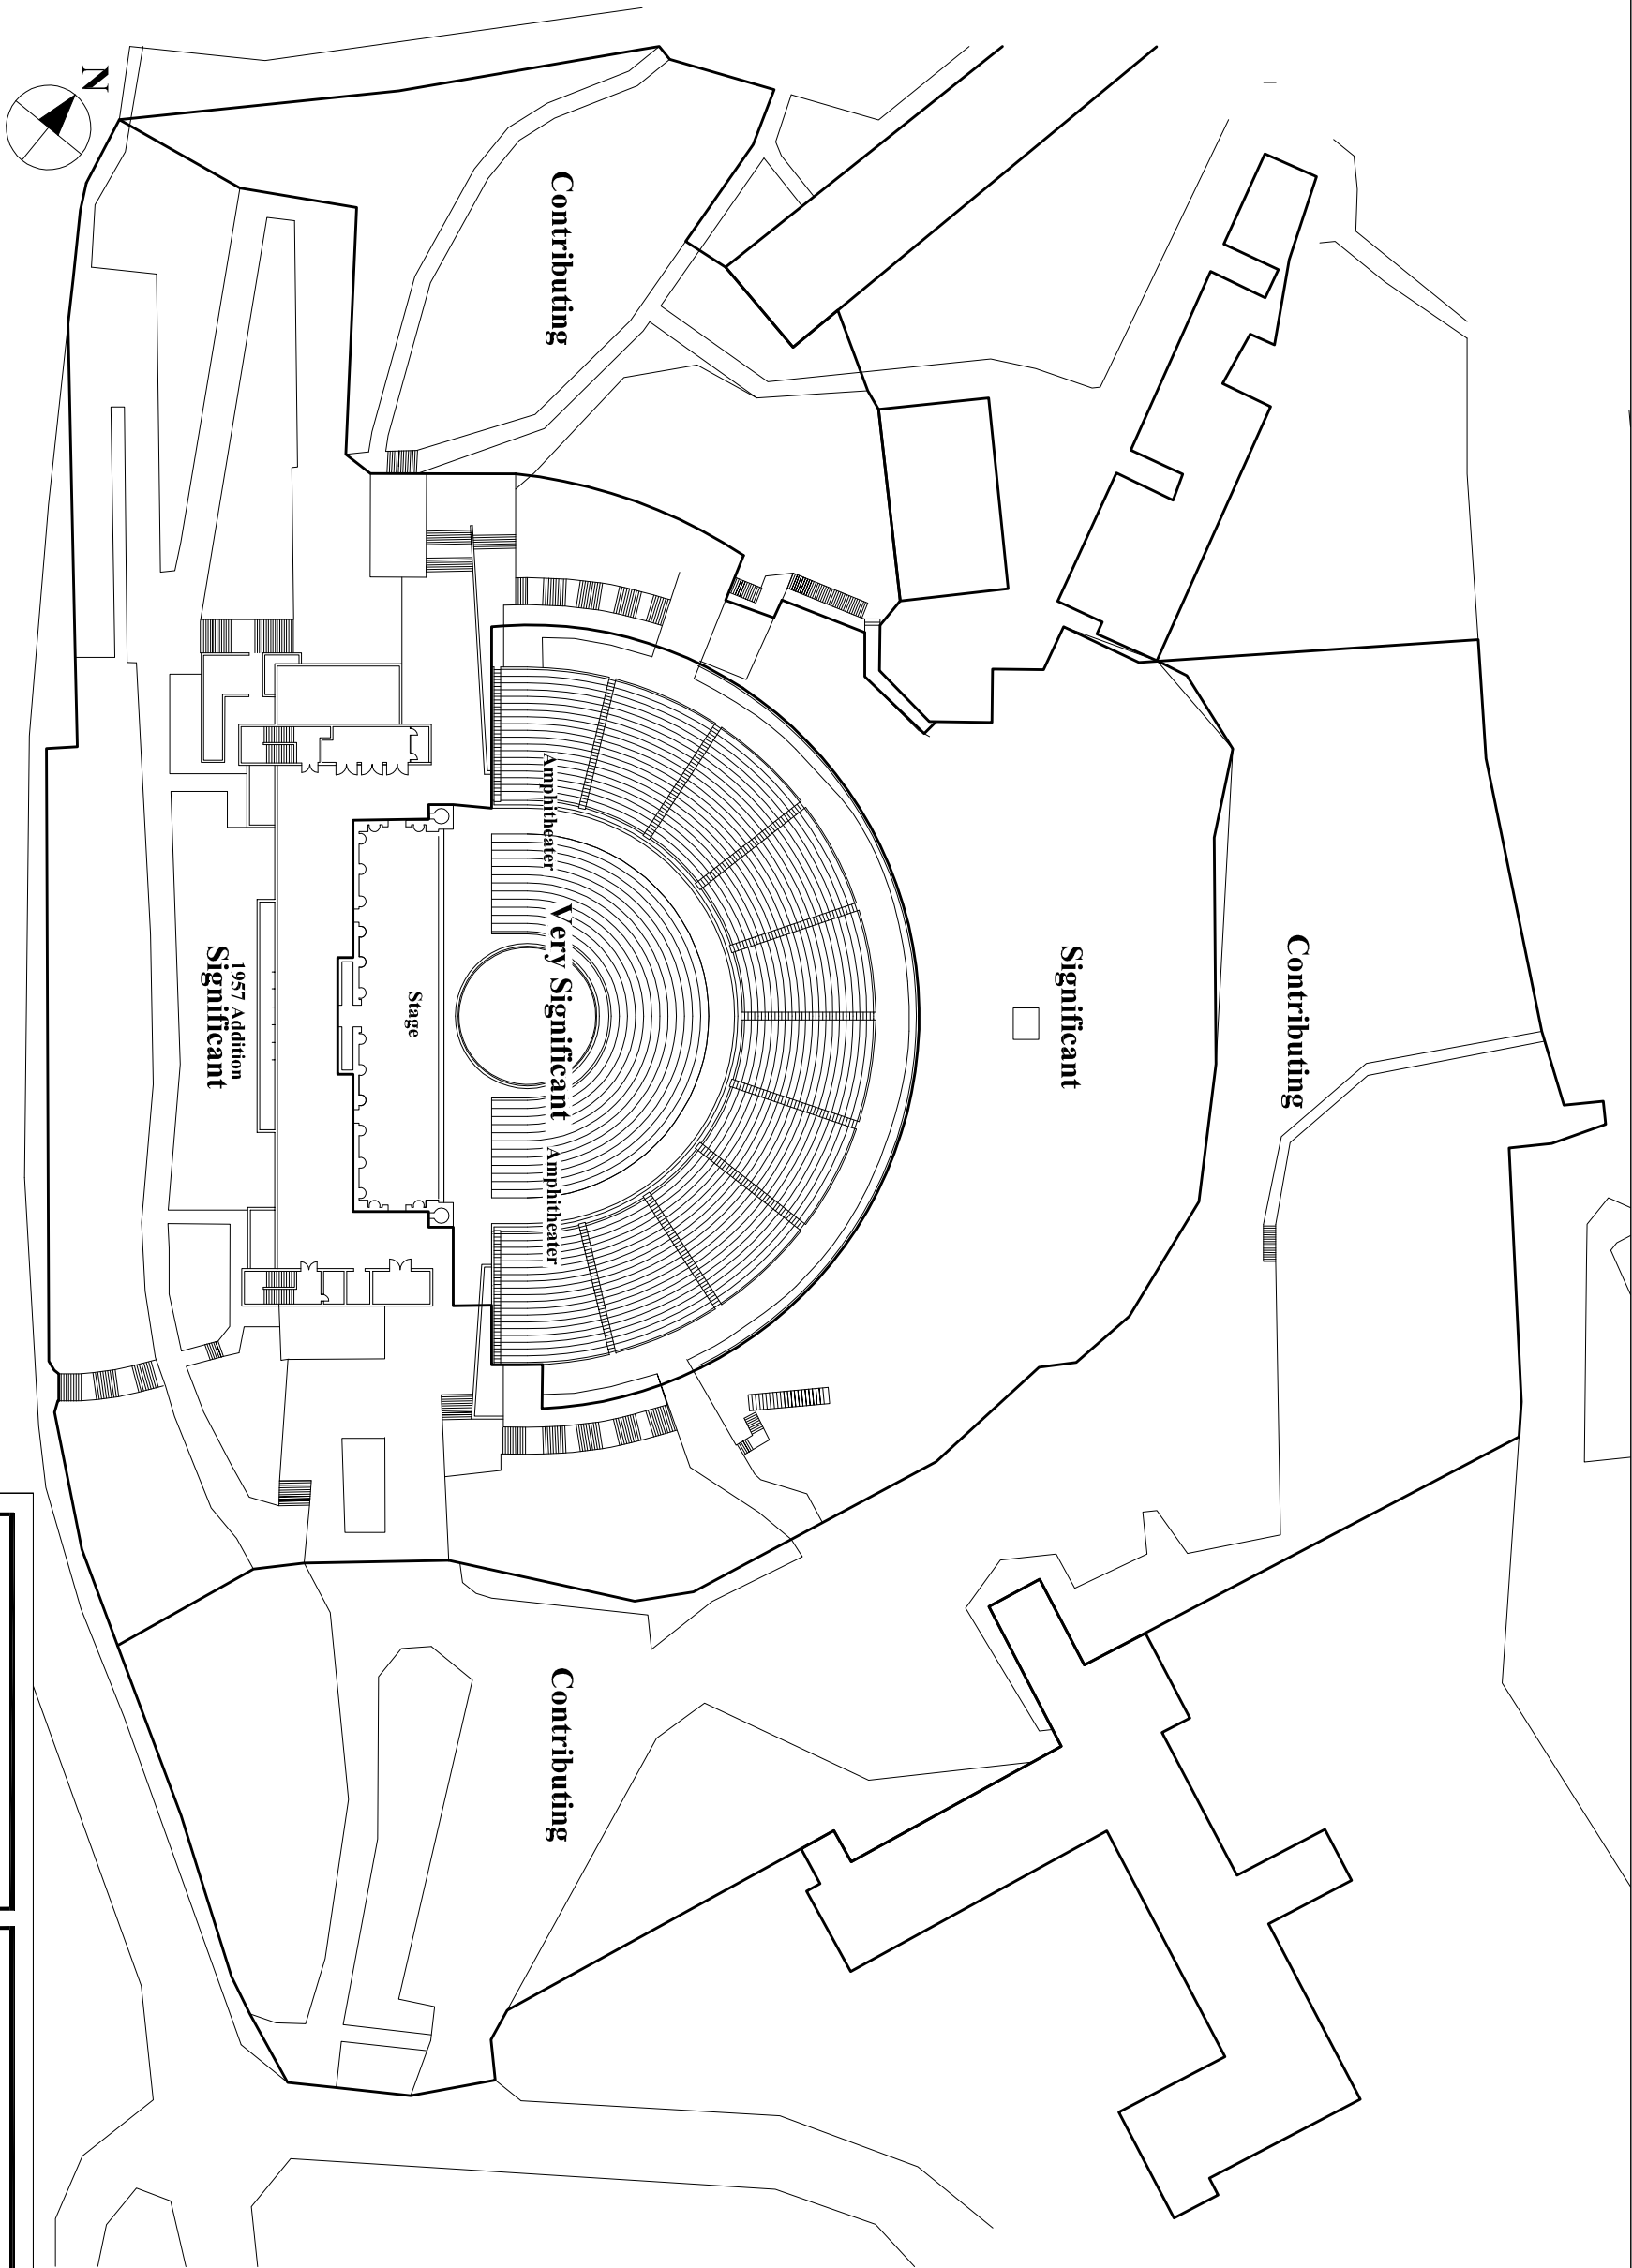 N
Contributing
Contributing
Significant
Amphitheater
Very Significant
Amphitheater
Stage
1957 Addition
Significant
Contributing